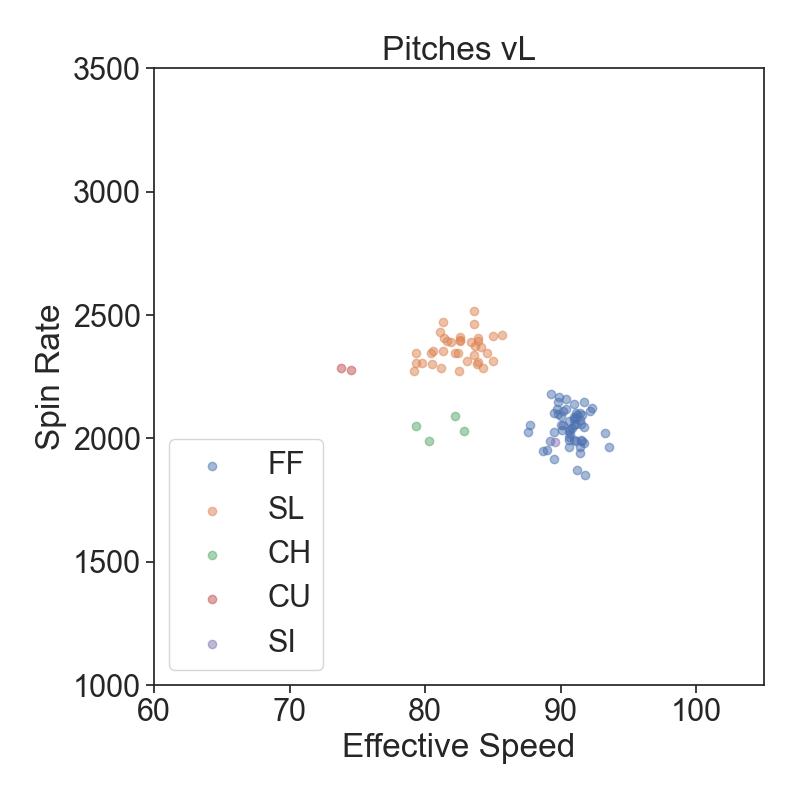 Pitches vL
3500
3000
2500
2000
1500
1000
Spin Rate
FF
SL
CH
CU
SI
60 70 80 90 100
Effective Speed